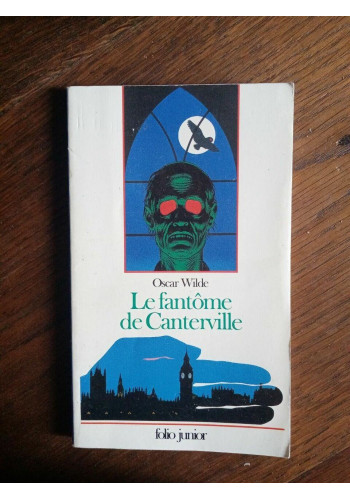 Oscar Wilde
Le fantôme
de Canterville
folio junior